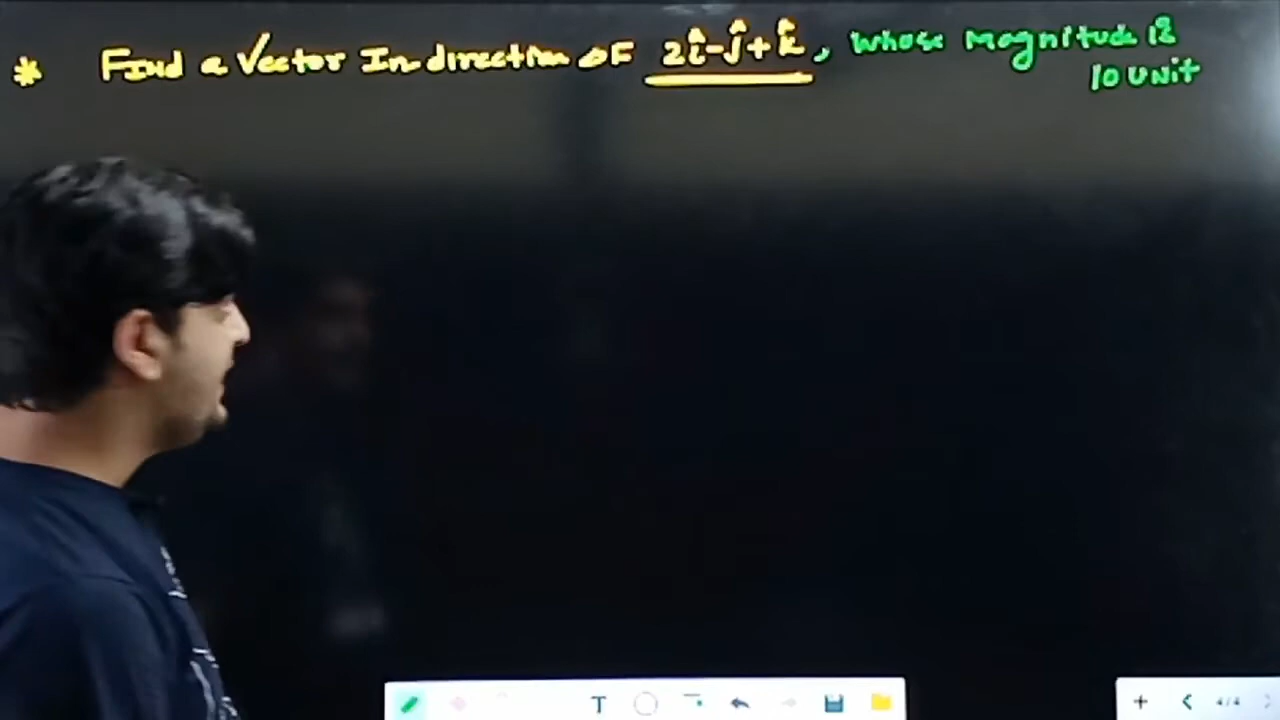 * Find a Vector In direction oF 2î-ĵ+k̂, whose Magnitude is
10 unit
T
+ < 4/4 >